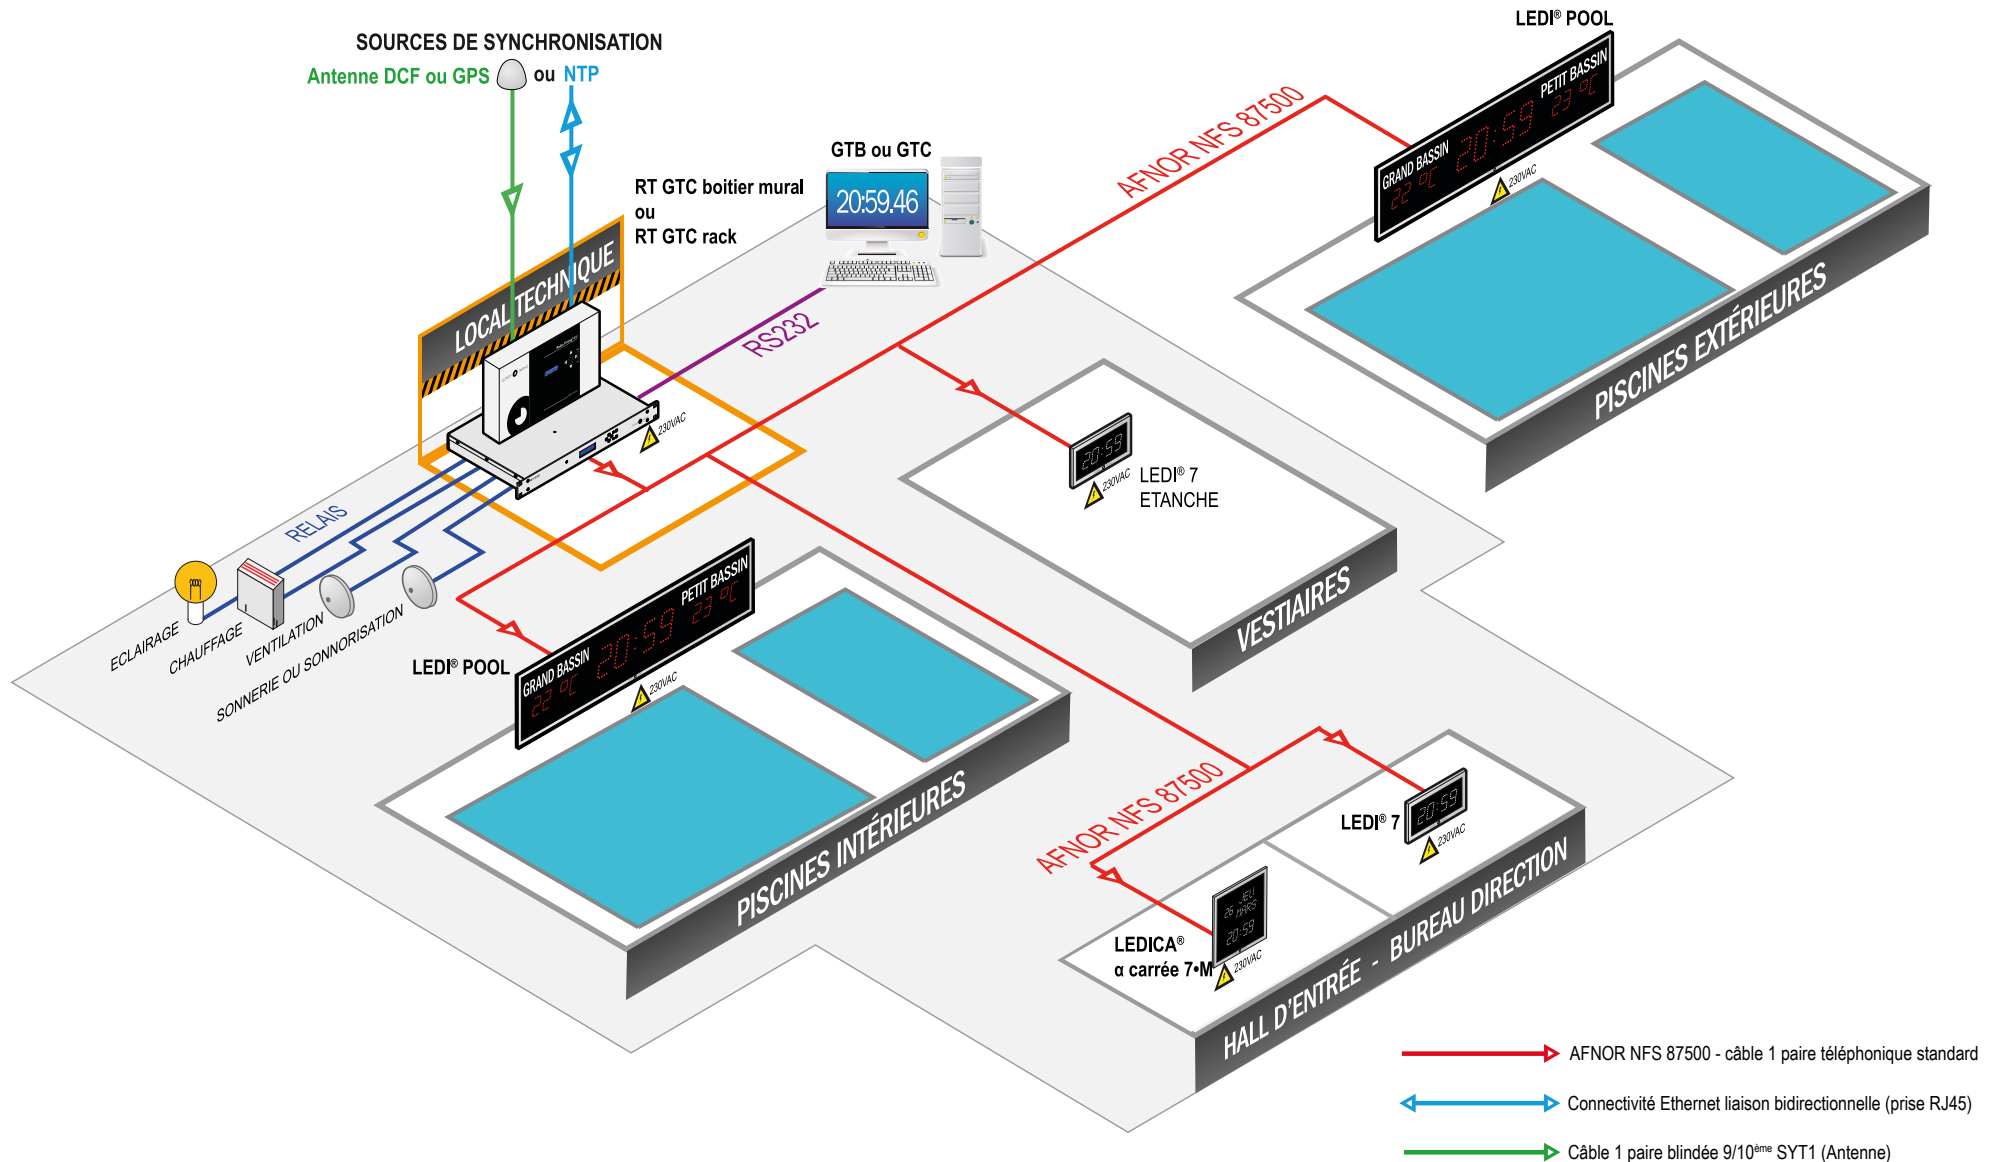 SOURCES DE SYNCHRONISATION
Antenne DCF ou GPS ou NTP
LEDI® POOL
GRAND BASSIN 20:59 PETIT BASSIN
22 °C 23 °C
230VAC
AFNOR NFS 87500
GTB ou GTC
20:59.46
RT GTC boitier mural
ou
RT GTC rack
LOCAL TECHNIQUE
RS232
230VAC
PISCINES EXTÉRIEURES
20:59
230VAC
LEDI® 7
ETANCHE
VESTIAIRES
RELAIS
ECLAIRAGE
CHAUFFAGE
VENTILATION
SONNERIE OU SONNORISATION
LEDI® POOL
GRAND BASSIN 20:59 PETIT BASSIN
22 °C 23 °C
230VAC
PISCINES INTÉRIEURES
AFNOR NFS 87500
LEDI® 7
20:59
230VAC
LEDICA®
α carrée 7•M
26 JEU
MARS
20:59
230VAC
HALL D'ENTRÉE - BUREAU DIRECTION
AFNOR NFS 87500 - câble 1 paire téléphonique standard
Connectivité Ethernet liaison bidirectionnelle (prise RJ45)
Câble 1 paire blindée 9/10ème SYT1 (Antenne)